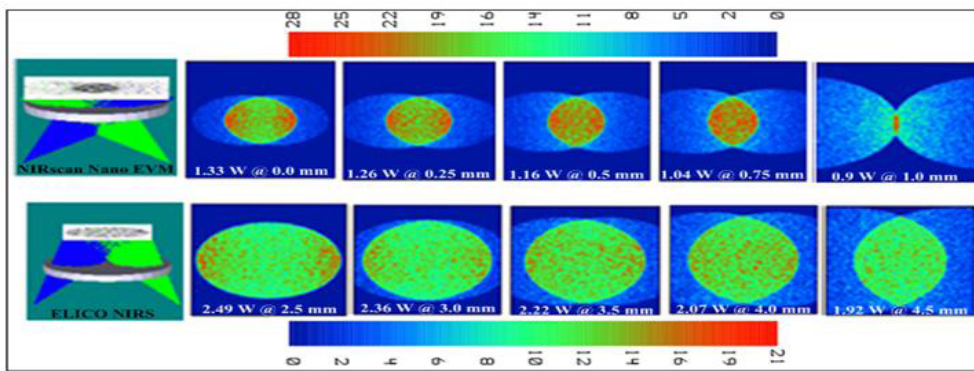 28 25 22 19 16 14 11 8 5 2 0
NIRscan Nano EVM
1.33 W @ 0.0 mm
1.26 W @ 0.25 mm
1.16 W @ 0.5 mm
1.04 W @ 0.75 mm
0.9 W @ 1.0 mm
ELICO NIRS
2.49 W @ 2.5 mm
2.36 W @ 3.0 mm
2.22 W @ 3.5 mm
2.07 W @ 4.0 mm
1.92 W @ 4.5 mm
0 2 4 6 8 10 12 14 16 19 21